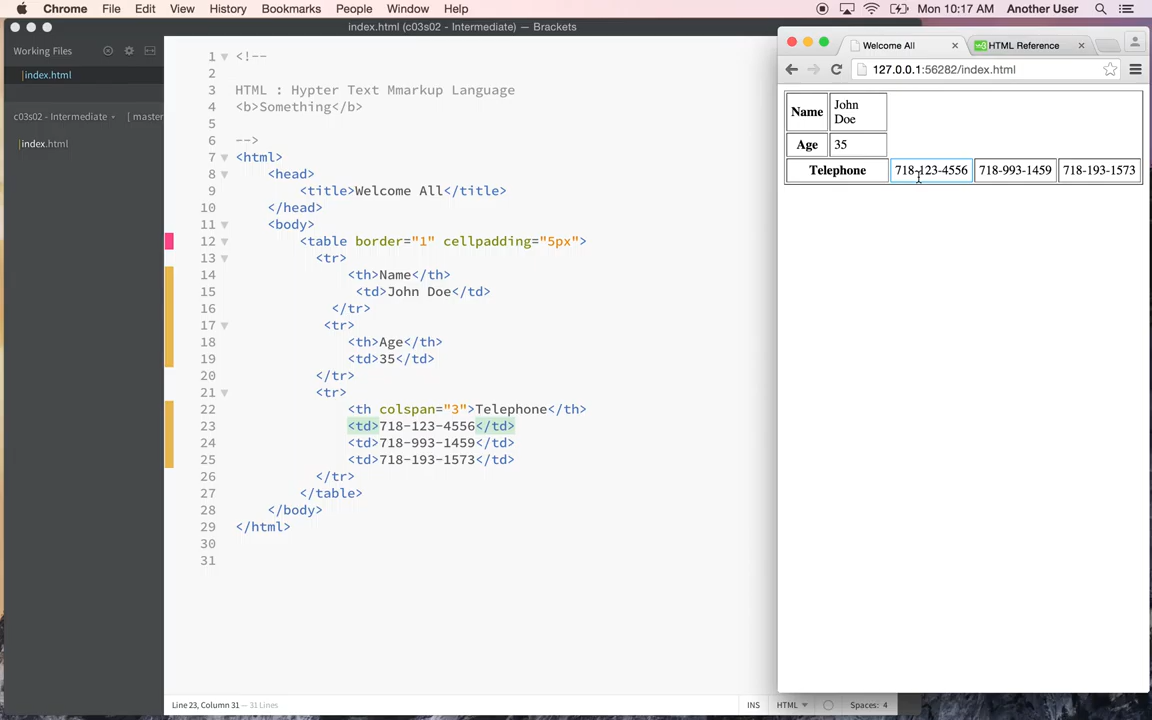 Chrome File Edit View History Bookmarks People Window Help Mon 10:17 AM Another User
index.html (c03s02 - Intermediate) — Brackets
Working Files
index.html
c03s02 - Intermediate
[ master
index.html
1 <!--
2
3 HTML : Hypter Text Mmarkup Language
4 <b>Something</b>
5
6 -->
7 <html>
8 <head>
9 <title>Welcome All</title>
10 </head>
11 <body>
12 <table border="1" cellpadding="5px">
13 <tr>
14 <th>Name</th>
15 <td>John Doe</td>
16 </tr>
17 <tr>
18 <th>Age</th>
19 <td>35</td>
20 </tr>
21 <tr>
22 <th colspan="3">Telephone</th>
23 <td>718-123-4556</td>
24 <td>718-993-1459</td>
25 <td>718-193-1573</td>
26 </tr>
27 </table>
28 </body>
29 </html>
30
31
Line 23, Column 31 — 31 Lines
INS HTML Spaces: 4
Welcome All
HTML Reference
127.0.0.1:56282/index.html
Name John
Doe
Age 35
Telephone 718-123-4556 718-993-1459 718-193-1573